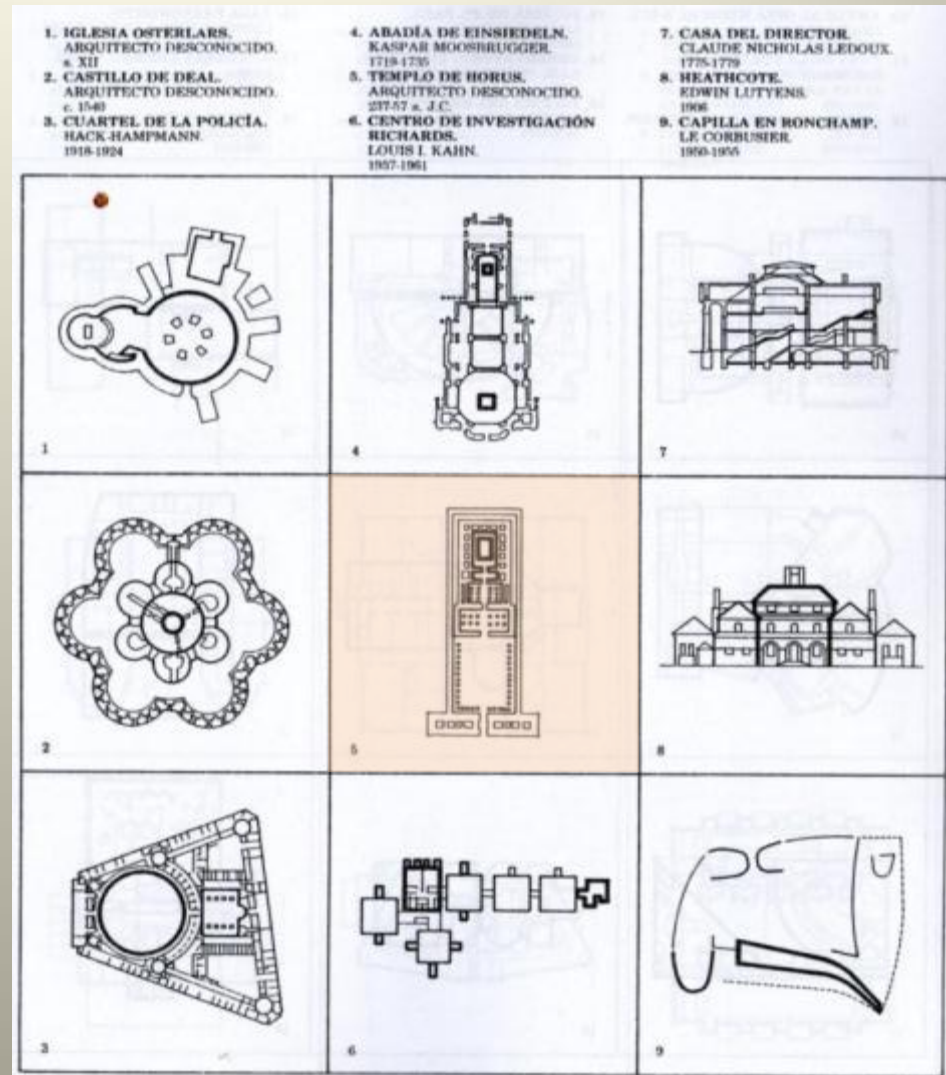 1. IGLESIA OSTERLARS.
ARQUITECTO DESCONOCIDO.
s. XII
2. CASTILLO DE DEAL.
ARQUITECTO DESCONOCIDO.
c. 1540
3. CUARTEL DE LA POLICÍA.
HACK-HAMPMANN.
1918-1924
4. ABADÍA DE EINSIEDELN.
KASPAR MOOSBRUGGER.
1719-1735
5. TEMPLO DE HORUS.
ARQUITECTO DESCONOCIDO.
237-57 a. J.C.
6. CENTRO DE INVESTIGACIÓN
RICHARDS.
LOUIS I. KAHN.
1957-1961
7. CASA DEL DIRECTOR.
CLAUDE NICHOLAS LEDOUX.
1775-1779
8. HEATHCOTE.
EDWIN LUTYENS.
1906
9. CAPILLA EN RONCHAMP.
LE CORBUSIER.
1950-1955
1
4
7
2
5
8
3
6
9